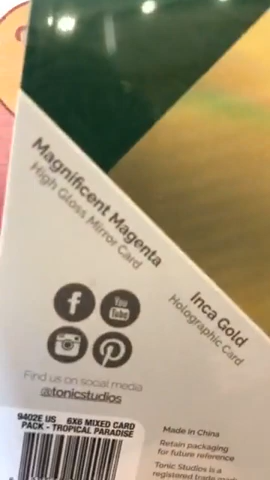 Magnificent Magenta
High Gloss Mirror Card
Inca Gold
Holographic Card
You
Tube
Find us on social media
@tonicstudios
9402E US 6X6 MIXED CARD
PACK - TROPICAL PARADISE
Made in China
Retain packaging
for future reference
Tonic Studios is a
registered trade mark